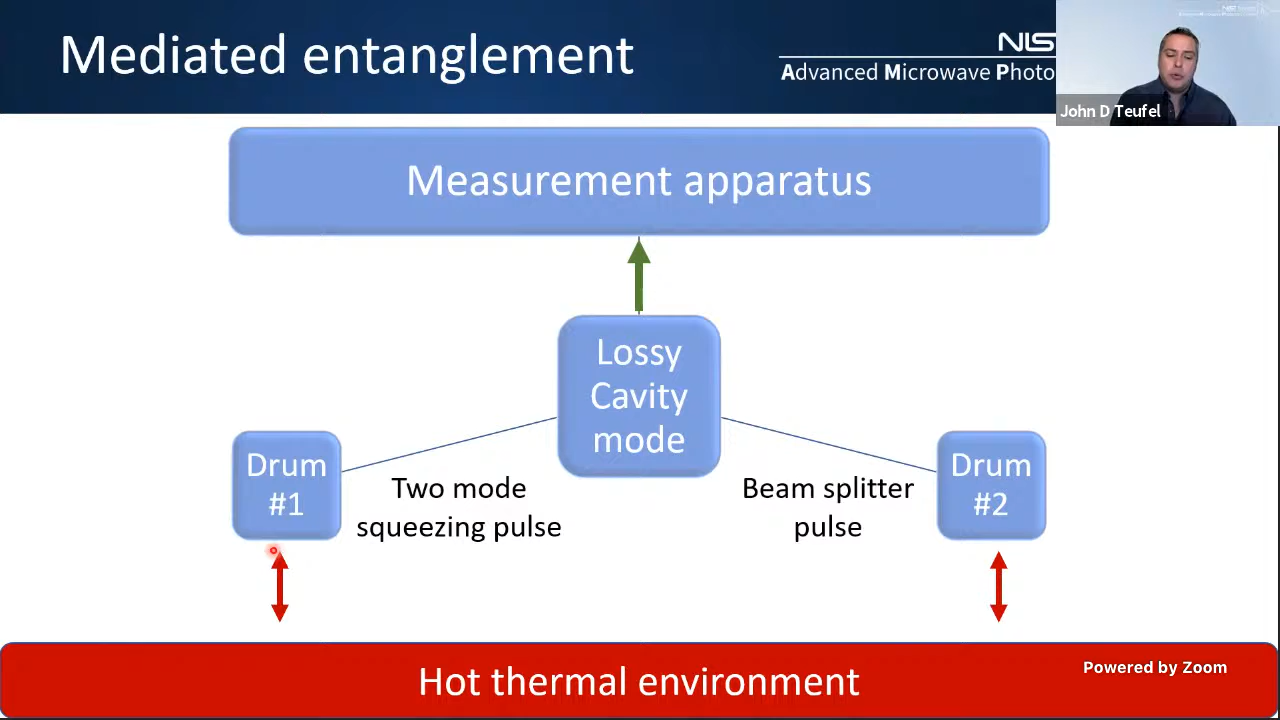 Mediated entanglement
NIS
Advanced Microwave Photo
John D Teufel
Measurement apparatus
Lossy
Cavity
mode
Drum
#1
Two mode
squeezing pulse
Beam splitter
pulse
Drum
#2
Hot thermal environment
Powered by Zoom